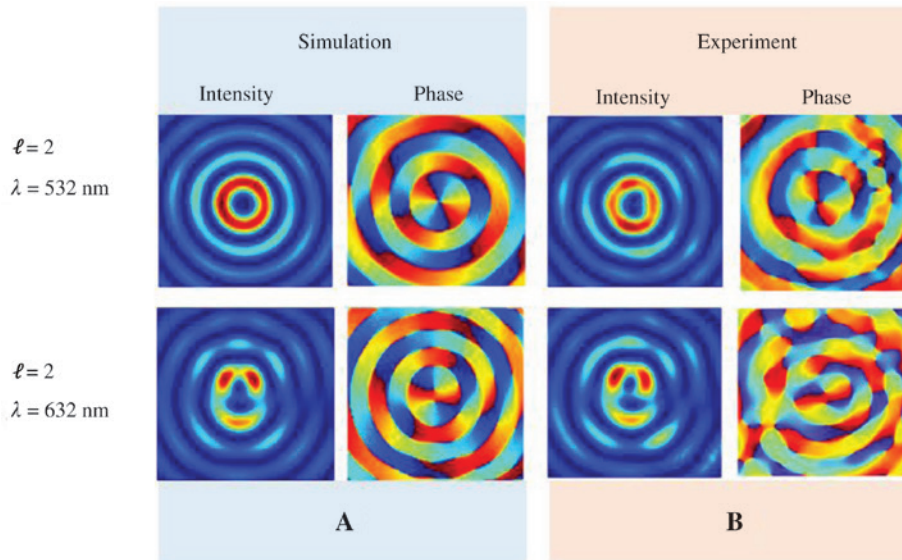 Simulation
Experiment
Intensity
Phase
Intensity
Phase
ℓ = 2
λ = 532 nm
ℓ = 2
λ = 632 nm
A
B